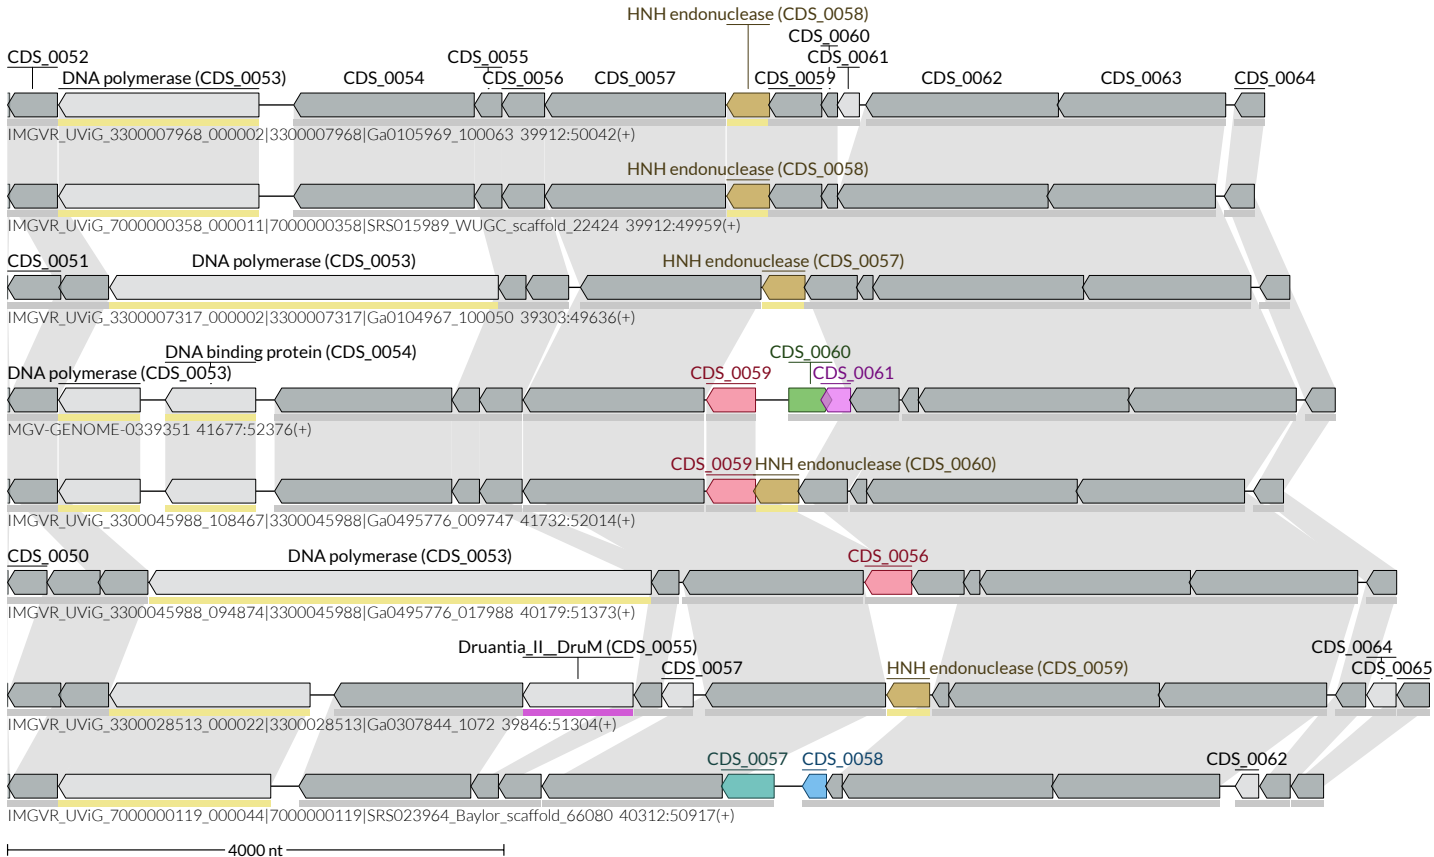 HNH endonuclease (CDS_0058)
CDS_0060
CDS_0052 CDS_0055 CDS_0061
DNA polymerase (CDS_0053) CDS_0054 CDS_0056 CDS_0057 CDS_0059 CDS_0062 CDS_0063 CDS_0064
IMGVR_UViG_3300007968_000002|3300007968|Ga0105969_100063 39912:50042(+)
HNH endonuclease (CDS_0058)
IMGVR_UViG_7000000358_000011|7000000358|SRS015989_WUGC_scaffold_22424 39912:49959(+)
CDS_0051 DNA polymerase (CDS_0053) HNH endonuclease (CDS_0057)
IMGVR_UViG_3300007317_000002|3300007317|Ga0104967_100050 39303:49636(+)
DNA binding protein (CDS_0054) CDS_0060
DNA polymerase (CDS_0053) CDS_0059 CDS_0061
MGV-GENOME-0339351 41677:52376(+)
CDS_0059 HNH endonuclease (CDS_0060)
IMGVR_UViG_3300045988_108467|3300045988|Ga0495776_009747 41732:52014(+)
CDS_0050 DNA polymerase (CDS_0053) CDS_0056
IMGVR_UViG_3300045988_094874|3300045988|Ga0495776_017988 40179:51373(+)
Druantia_II__DruM (CDS_0055) CDS_0064
CDS_0057 HNH endonuclease (CDS_0059) CDS_0065
IMGVR_UViG_3300028513_000022|3300028513|Ga0307844_1072 39846:51304(+)
CDS_0057 CDS_0058 CDS_0062
IMGVR_UViG_7000000119_000044|7000000119|SRS023964_Baylor_scaffold_66080 40312:50917(+)
4000 nt